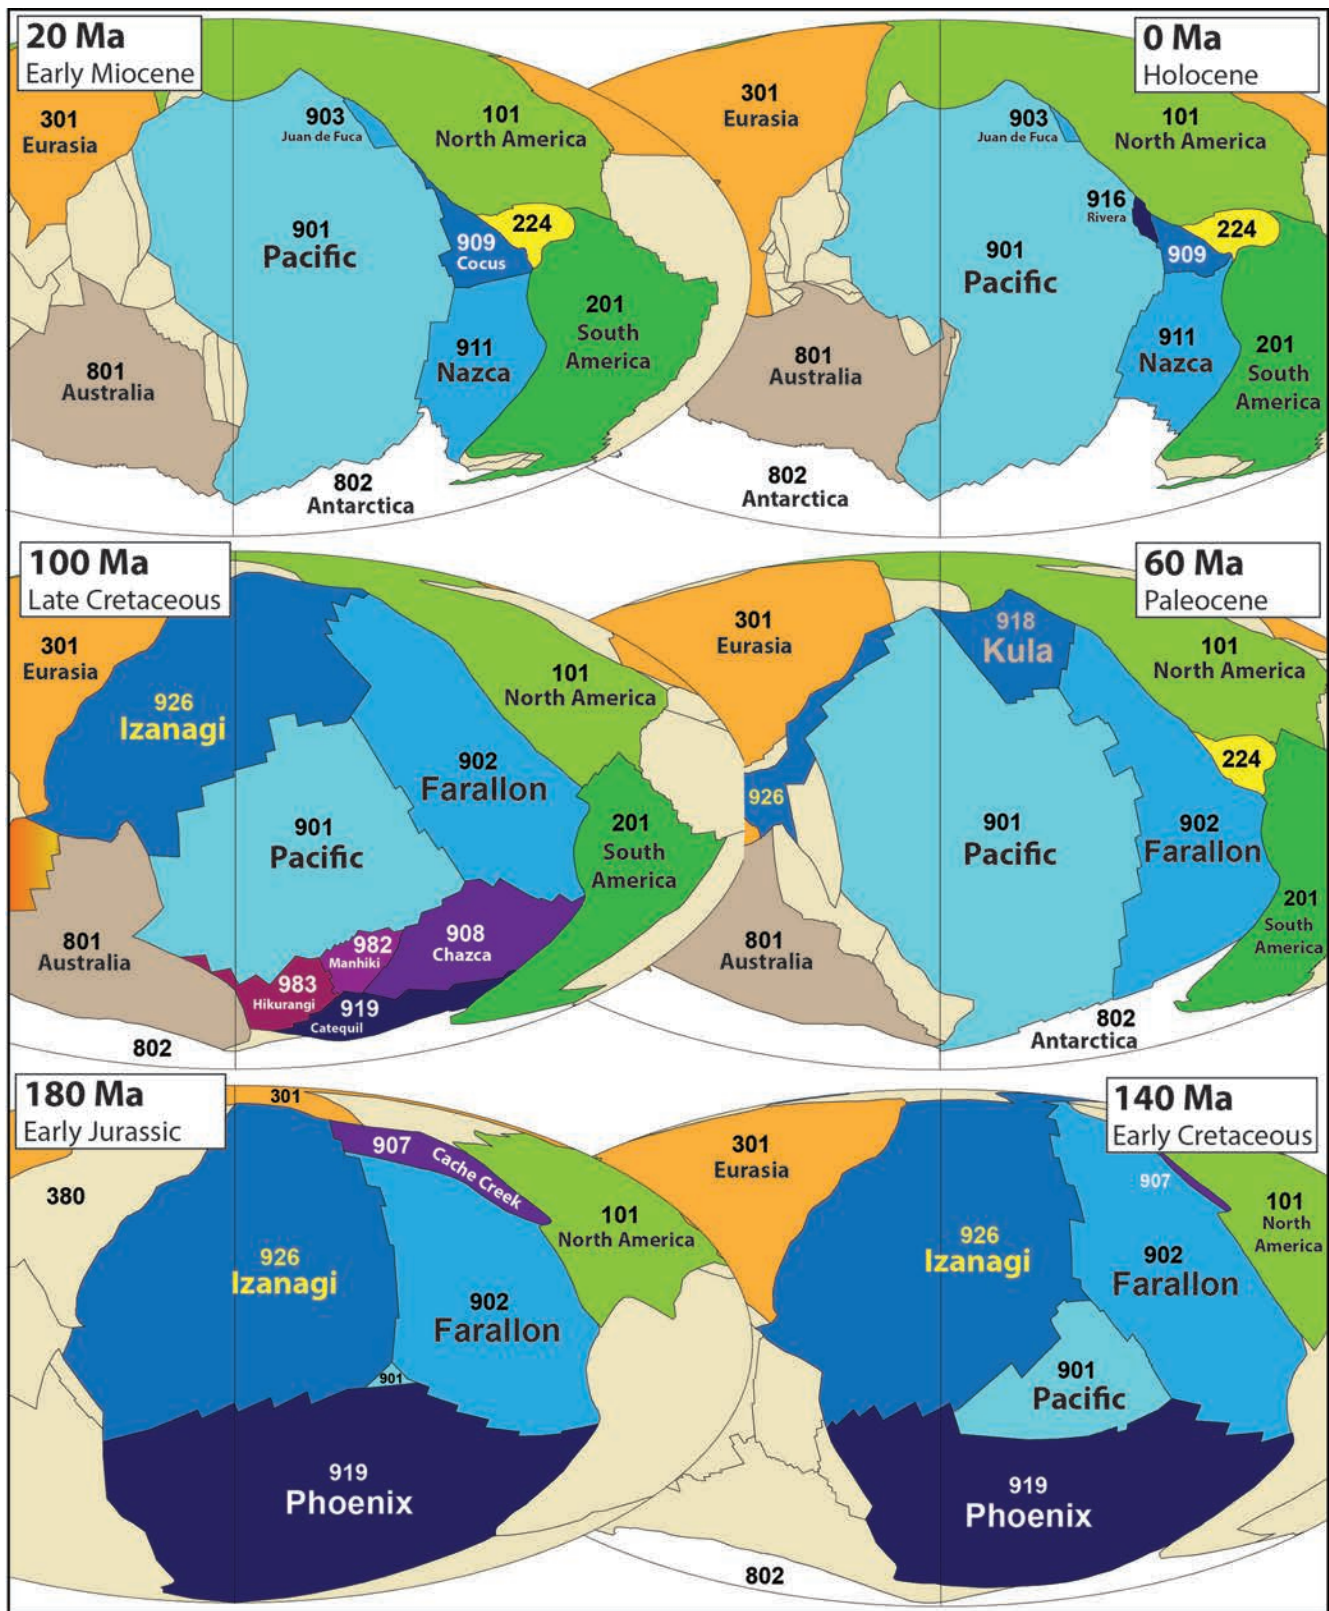 20 Ma
Early Miocene
301
Eurasia
903
Juan de Fuca
101
North America
901
Pacific
909
Cocus
224
201
South
America
911
Nazca
801
Australia
802
Antarctica
0 Ma
Holocene
301
Eurasia
903
Juan de Fuca
101
North America
916
Rivera
901
Pacific
909
224
911
Nazca
201
South
America
801
Australia
802
Antarctica
100 Ma
Late Cretaceous
301
Eurasia
926
Izanagi
101
North America
902
Farallon
901
Pacific
201
South
America
801
Australia
982
Manhiki
908
Chazca
983
Hikurangi
919
Catequil
802
60 Ma
Paleocene
301
Eurasia
918
Kula
101
North America
224
926
901
Pacific
902
Farallon
201
South
America
801
Australia
802
Antarctica
180 Ma
Early Jurassic
301
907
Cache Creek
380
101
North America
926
Izanagi
902
Farallon
901
919
Phoenix
140 Ma
Early Cretaceous
301
Eurasia
907
101
North
America
926
Izanagi
902
Farallon
901
Pacific
919
Phoenix
802